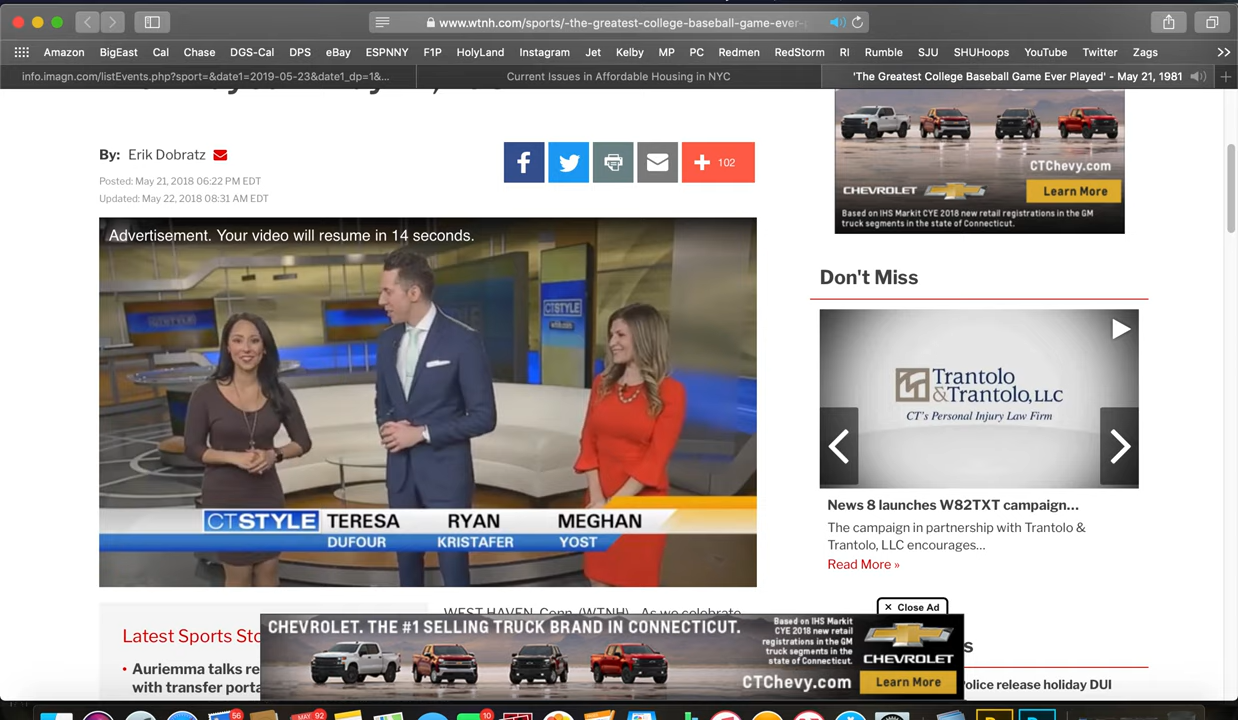 www.wtnh.com/sports/-the-greatest-college-baseball-game-ever-
Amazon BigEast Cal Chase DGS-Cal DPS eBay ESPNNY F1P HolyLand Instagram Jet Kelby MP PC Redmen RedStorm RI Rumble SJU SHUHoops YouTube Twitter Zags
info.imagn.com/listEvents.php?sport=&date1=2019-05-23&date1_dp=1&...
Current Issues in Affordable Housing in NYC
'The Greatest College Baseball Game Ever Played' - May 21, 1981
By: Erik Dobratz
Posted: May 21, 2018 06:22 PM EDT
Updated: May 22, 2018 08:31 AM EDT
102
Advertisement. Your video will resume in 14 seconds.
CTSTYLE
wtnh.com
CTSTYLE TERESA RYAN MEGHAN
DUFOUR KRISTAFER YOST
CTChevy.com
CHEVROLET
Learn More
Based on IHS Markit CYE 2018 new retail registrations in the GM
truck segments in the state of Connecticut.
Don't Miss
Trantolo
& Trantolo, LLC
CT's Personal Injury Law Firm
News 8 launches W82TXT campaign...
The campaign in partnership with Trantolo &
Trantolo, LLC encourages...
Read More »
WEST HAVEN, Conn. (WTNH) - As we celebrate
Latest Sports Sto
• Auriemma talks re
with transfer porta
× Close Ad
CHEVROLET. THE #1 SELLING TRUCK BRAND IN CONNECTICUT.
Based on IHS Markit
CYE 2018 new retail
registrations in the GM
truck segments in the
state of Connecticut.
CTChevy.com
CHEVROLET
Learn More
s
olice release holiday DUI
56
MAY 92
10